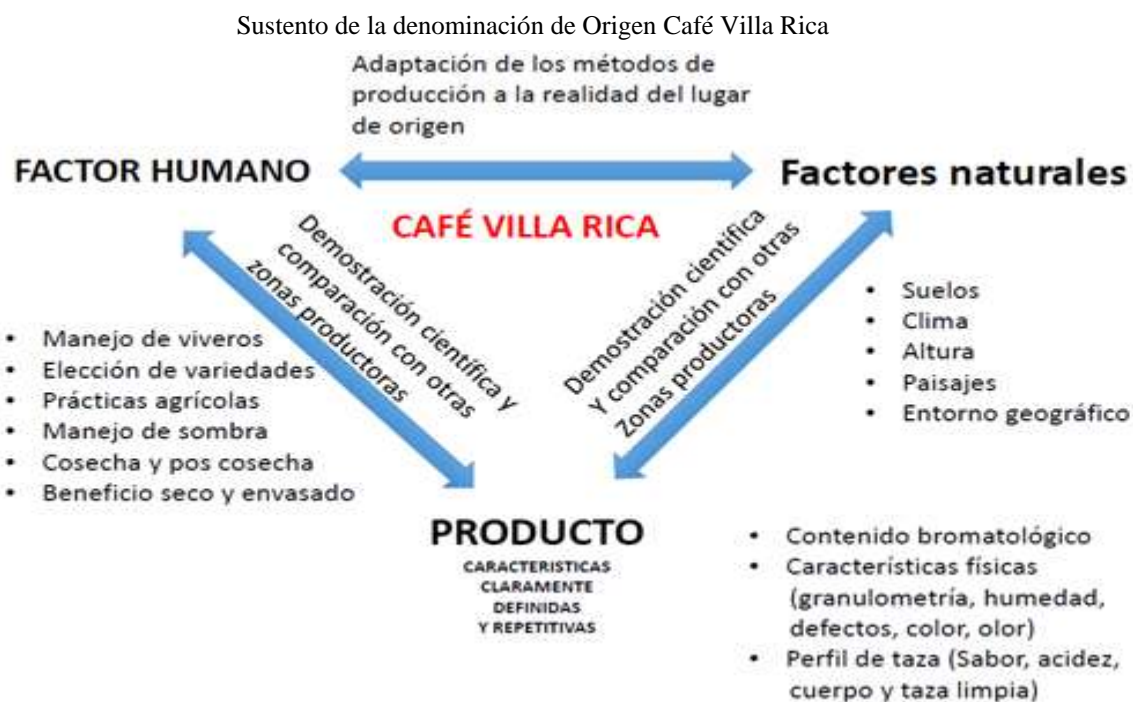 Sustento de la denominación de Origen Café Villa Rica
Adaptación de los métodos de
producción a la realidad del lugar
de origen
FACTOR HUMANO
Factores naturales
CAFÉ VILLA RICA
Demostración científica y
comparación con otras
zonas productoras
Demostración científica
Y comparación con otras
Zonas productoras
• Manejo de viveros
• Elección de variedades
• Prácticas agrícolas
• Manejo de sombra
• Cosecha y pos cosecha
• Beneficio seco y envasado
• Suelos
• Clima
• Altura
• Paisajes
• Entorno geográfico
PRODUCTO
CARACTERISTICAS
CLARAMENTE
DEFINIDAS
Y REPETITIVAS
• Contenido bromatológico
• Características físicas
(granulometría, humedad,
defectos, color, olor)
• Perfil de taza (Sabor, acidez,
cuerpo y taza limpia)